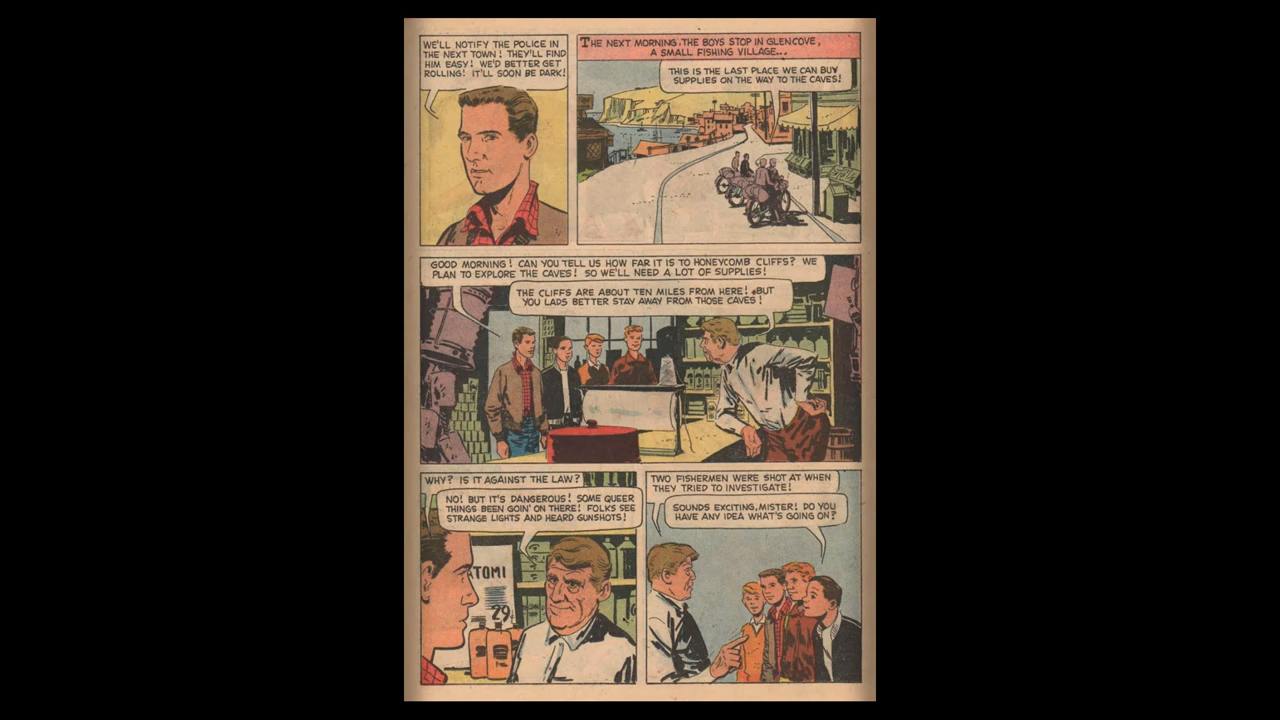 WE'LL NOTIFY THE POLICE IN
THE NEXT TOWN! THEY'LL FIND
HIM EASY! WE'D BETTER GET
ROLLING! IT'LL SOON BE DARK!
THE NEXT MORNING, THE BOYS STOP IN GLENCOVE,
A SMALL FISHING VILLAGE...
THIS IS THE LAST PLACE WE CAN BUY
SUPPLIES ON THE WAY TO THE CAVES!
GOOD MORNING! CAN YOU TELL US HOW FAR IT IS TO HONEYCOMB CLIFFS? WE
PLAN TO EXPLORE THE CAVES! SO WE'LL NEED A LOT OF SUPPLIES!
THE CLIFFS ARE ABOUT TEN MILES FROM HERE! BUT
YOU LADS BETTER STAY AWAY FROM THOSE CAVES!
WHY? IS IT AGAINST THE LAW?
NO! BUT IT'S DANGEROUS! SOME QUEER
THINGS BEEN GOIN' ON THERE! FOLKS SEE
STRANGE LIGHTS AND HEARD GUNSHOTS!
TOMI
29
TWO FISHERMEN WERE SHOT AT WHEN
THEY TRIED TO INVESTIGATE!
SOUNDS EXCITING, MISTER! DO YOU
HAVE ANY IDEA WHAT'S GOING ON?